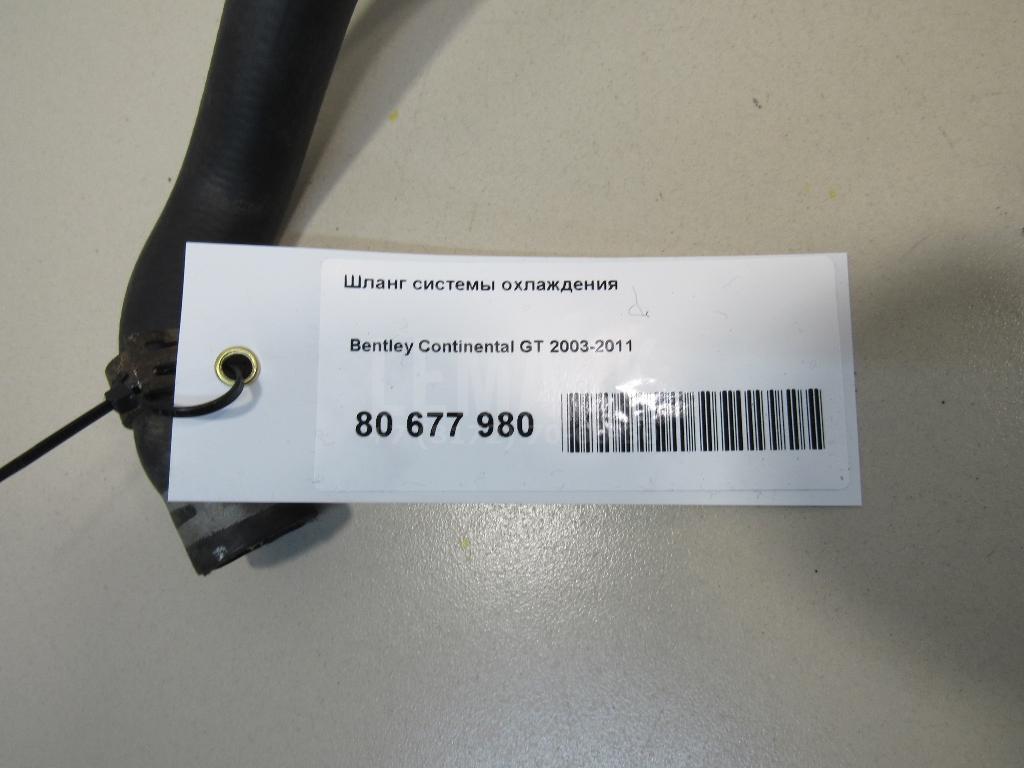 Шланг системы охлаждения
Bentley Continental GT 2003-2011
80 677 980